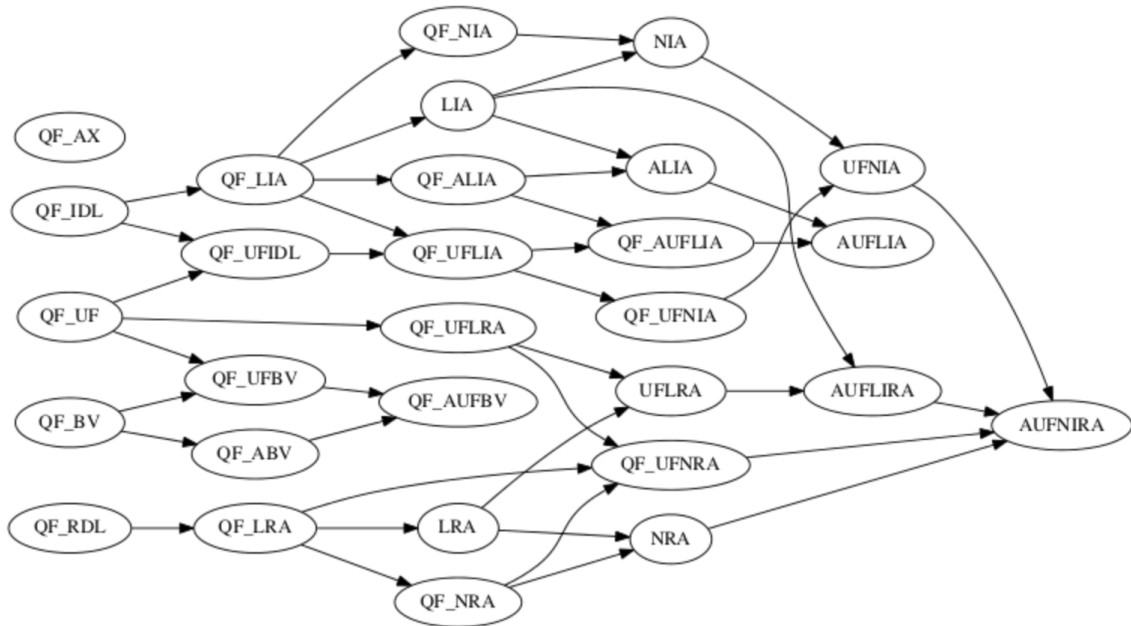 QF_NIA
NIA
LIA
QF_AX
QF_LIA
QF_ALIA
ALIA
UFNIA
QF_IDL
QF_UFIDL
QF_UFLIA
QF_AUFLIA
AUFLIA
QF_UF
QF_UFLRA
QF_UFNIA
QF_UFBV
QF_AUFBV
UFLRA
AUFLIRA
QF_BV
QF_ABV
QF_UFNRA
AUFNIRA
QF_RDL
QF_LRA
LRA
NRA
QF_NRA